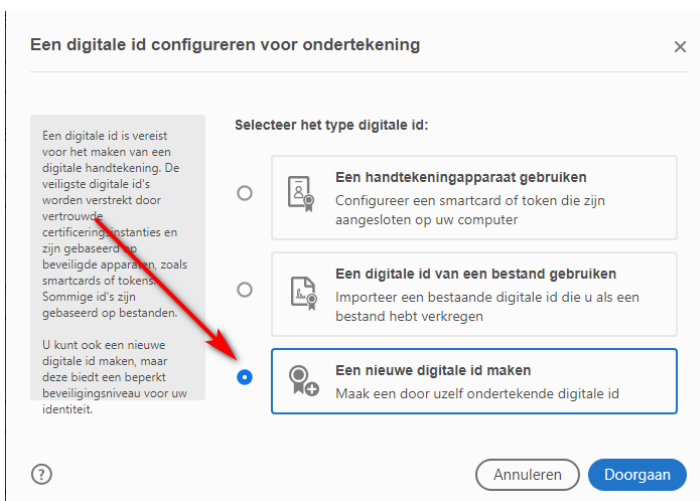 Een digitale id configureren voor ondertekening
Een digitale id is vereist
voor het maken van een
digitale handtekening. De
veiligste digitale id's
worden verstrekt door
vertrouwde
certificeringsinstanties en
zijn gebaseerd op
beveiligde apparaten, zoals
smartcards of tokens.
Sommige id's zijn
gebaseerd op bestanden.
U kunt ook een nieuwe
digitale id maken, maar
deze biedt een beperkt
beveiligingsniveau voor uw
identiteit.
Selecteer het type digitale id:
Een handtekeningapparaat gebruiken
Configureer een smartcard of token die zijn
aangesloten op uw computer
Een digitale id van een bestand gebruiken
Importeer een bestaande digitale id die u als een
bestand hebt verkregen
Een nieuwe digitale id maken
Maak een door uzelf ondertekende digitale id
Annuleren
Doorgaan